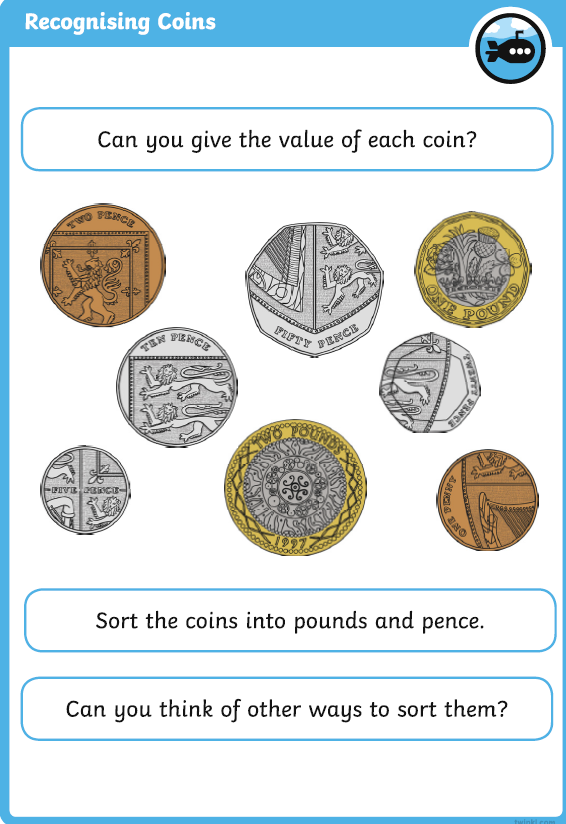 Recognising Coins
Can you give the value of each coin?
TWO PENCE
FIFTY PENCE
ONE POUND
TEN PENCE
TWENTY PENCE
FIVE PENCE
TWO POUNDS
1997
ONE PENNY
Sort the coins into pounds and pence.
Can you think of other ways to sort them?
twinkl.com